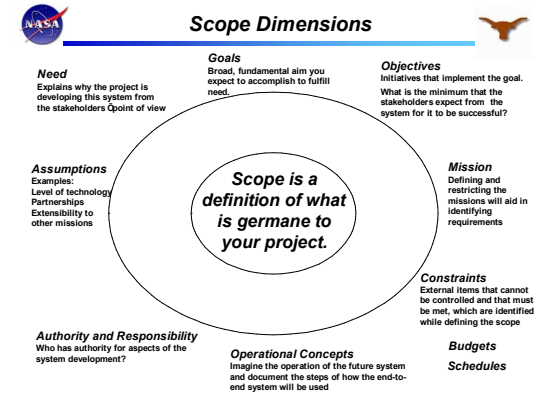 NASA
Scope Dimensions
Need
Explains why the project is
developing this system from
the stakeholders Õpoint of view
Goals
Broad, fundamental aim you
expect to accomplish to fulfill
need.
Objectives
Initiatives that implement the goal.
What is the minimum that the
stakeholders expect from the
system for it to be successful?
Assumptions
Examples:
Level of technology
Partnerships
Extensibility to
other missions
Scope is a
definition of what
is germane to
your project.
Mission
Defining and
restricting the
missions will aid in
identifying
requirements
Constraints
External items that cannot
be controlled and that must
be met, which are identified
while defining the scope
Authority and Responsibility
Who has authority for aspects of the
system development?
Operational Concepts
Imagine the operation of the future system
and document the steps of how the end-to-
end system will be used
Budgets
Schedules